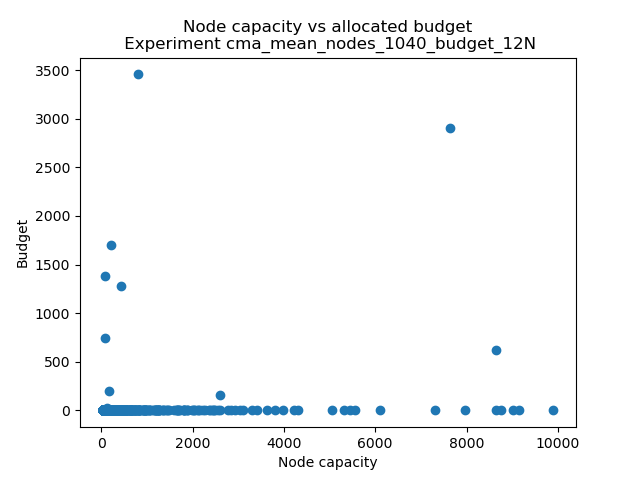 Node capacity vs allocated budget
Experiment cma_mean_nodes_1040_budget_12N
3500
3000
2500
2000
1500
1000
500
0
Budget
0 2000 4000 6000 8000 10000
Node capacity